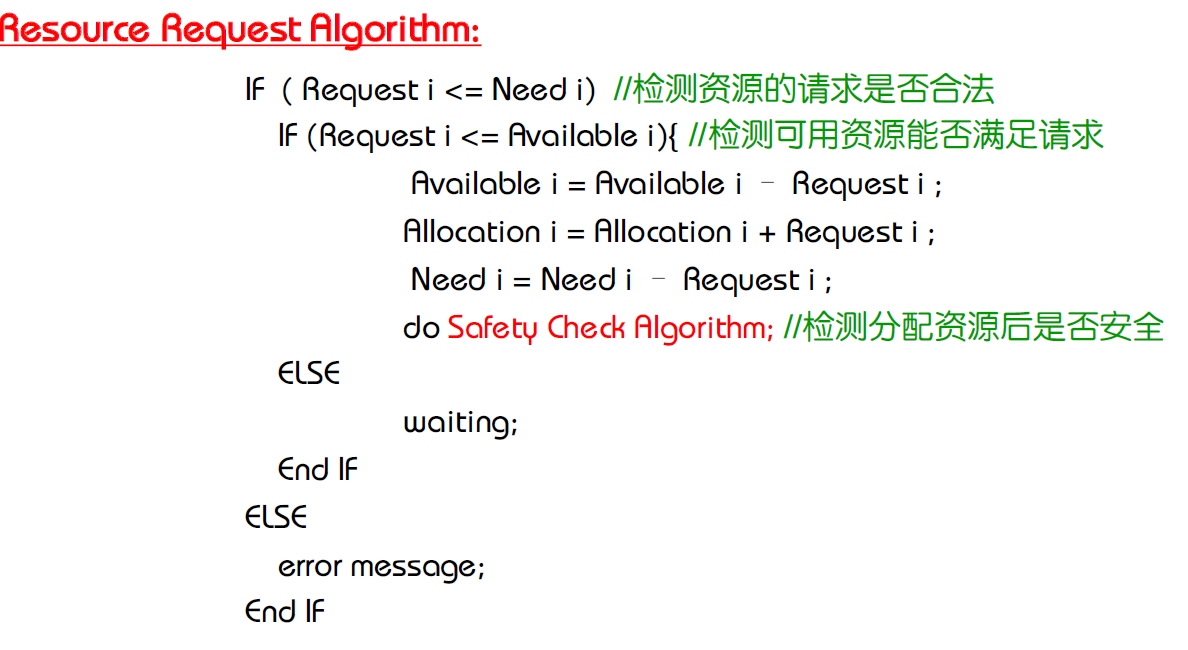 Resource Request Algorithm:
IF ( Request i <= Need i) //检测资源的请求是否合法
IF (Request i <= Available i){ //检测可用资源能否满足请求
Available i = Available i – Request i ;
Allocation i = Allocation i + Request i ;
Need i = Need i – Request i ;
do Safety Check Algorithm; //检测分配资源后是否安全
ELSE
waiting;
End IF
ELSE
error message;
End IF